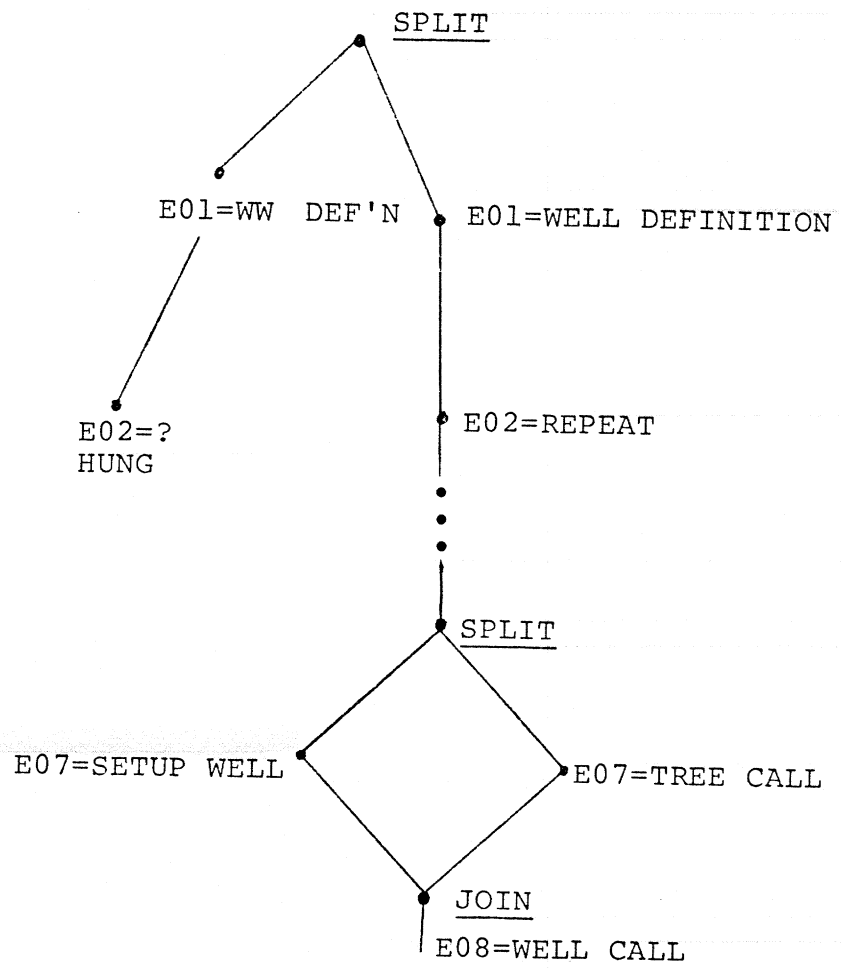 SPLIT
E01=WW DEF'N
E01=WELL DEFINITION
E02=REPEAT
E02=?
HUNG
SPLIT
E07=SETUP WELL
E07=TREE CALL
JOIN
E08=WELL CALL